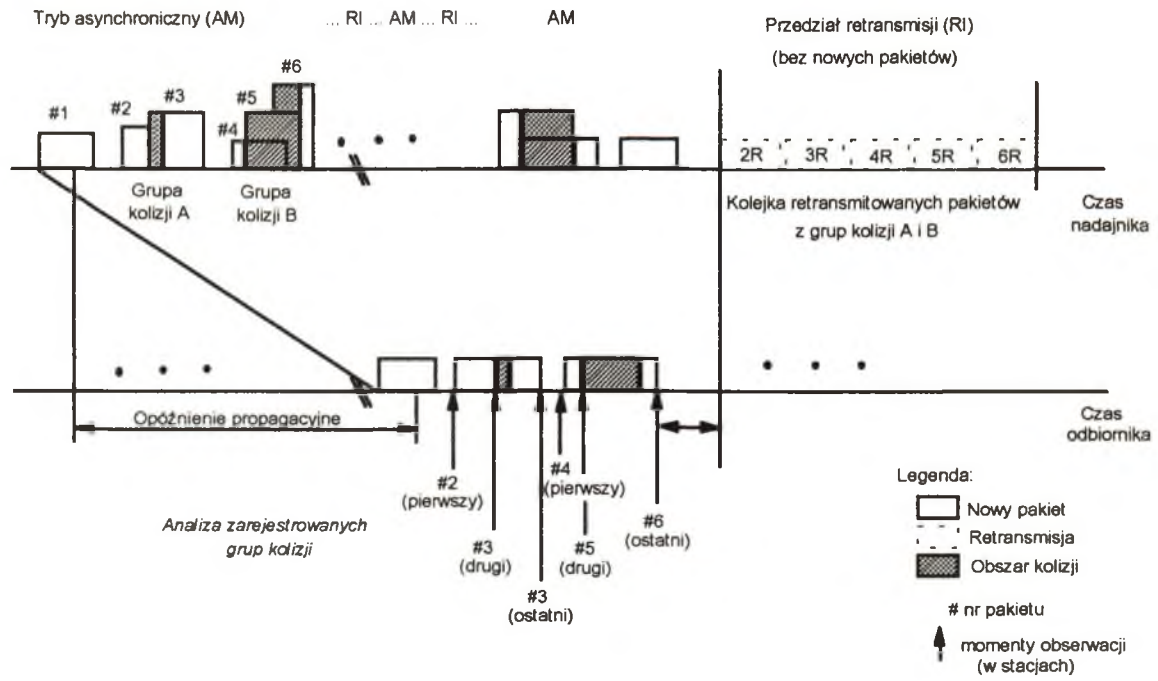 Tryb asynchroniczny (AM)
... RI ... AM ... RI ...
AM
Przedział retransmisji (RI)
(bez nowych pakietów)
#1
#2
#3
#4
#5
#6
2R
3R
4R
5R
6R
Grupa
kolizji A
Grupa
kolizji B
Kolejka retransmitowanych pakietów
z grup kolizji A i B
Czas
nadajnika
Opóźnienie propagacyjne
Czas
odbiornika
#2
(pierwszy)
#4
(pierwszy)
#3
(drugi)
#5
(drugi)
#6
(ostatni)
#3
(ostatni)
Analiza zarejestrowanych
grup kolizji
Legenda:
Nowy pakiet
Retransmisja
Obszar kolizji
# nr pakietu
momenty obserwacji
(w stacjach)